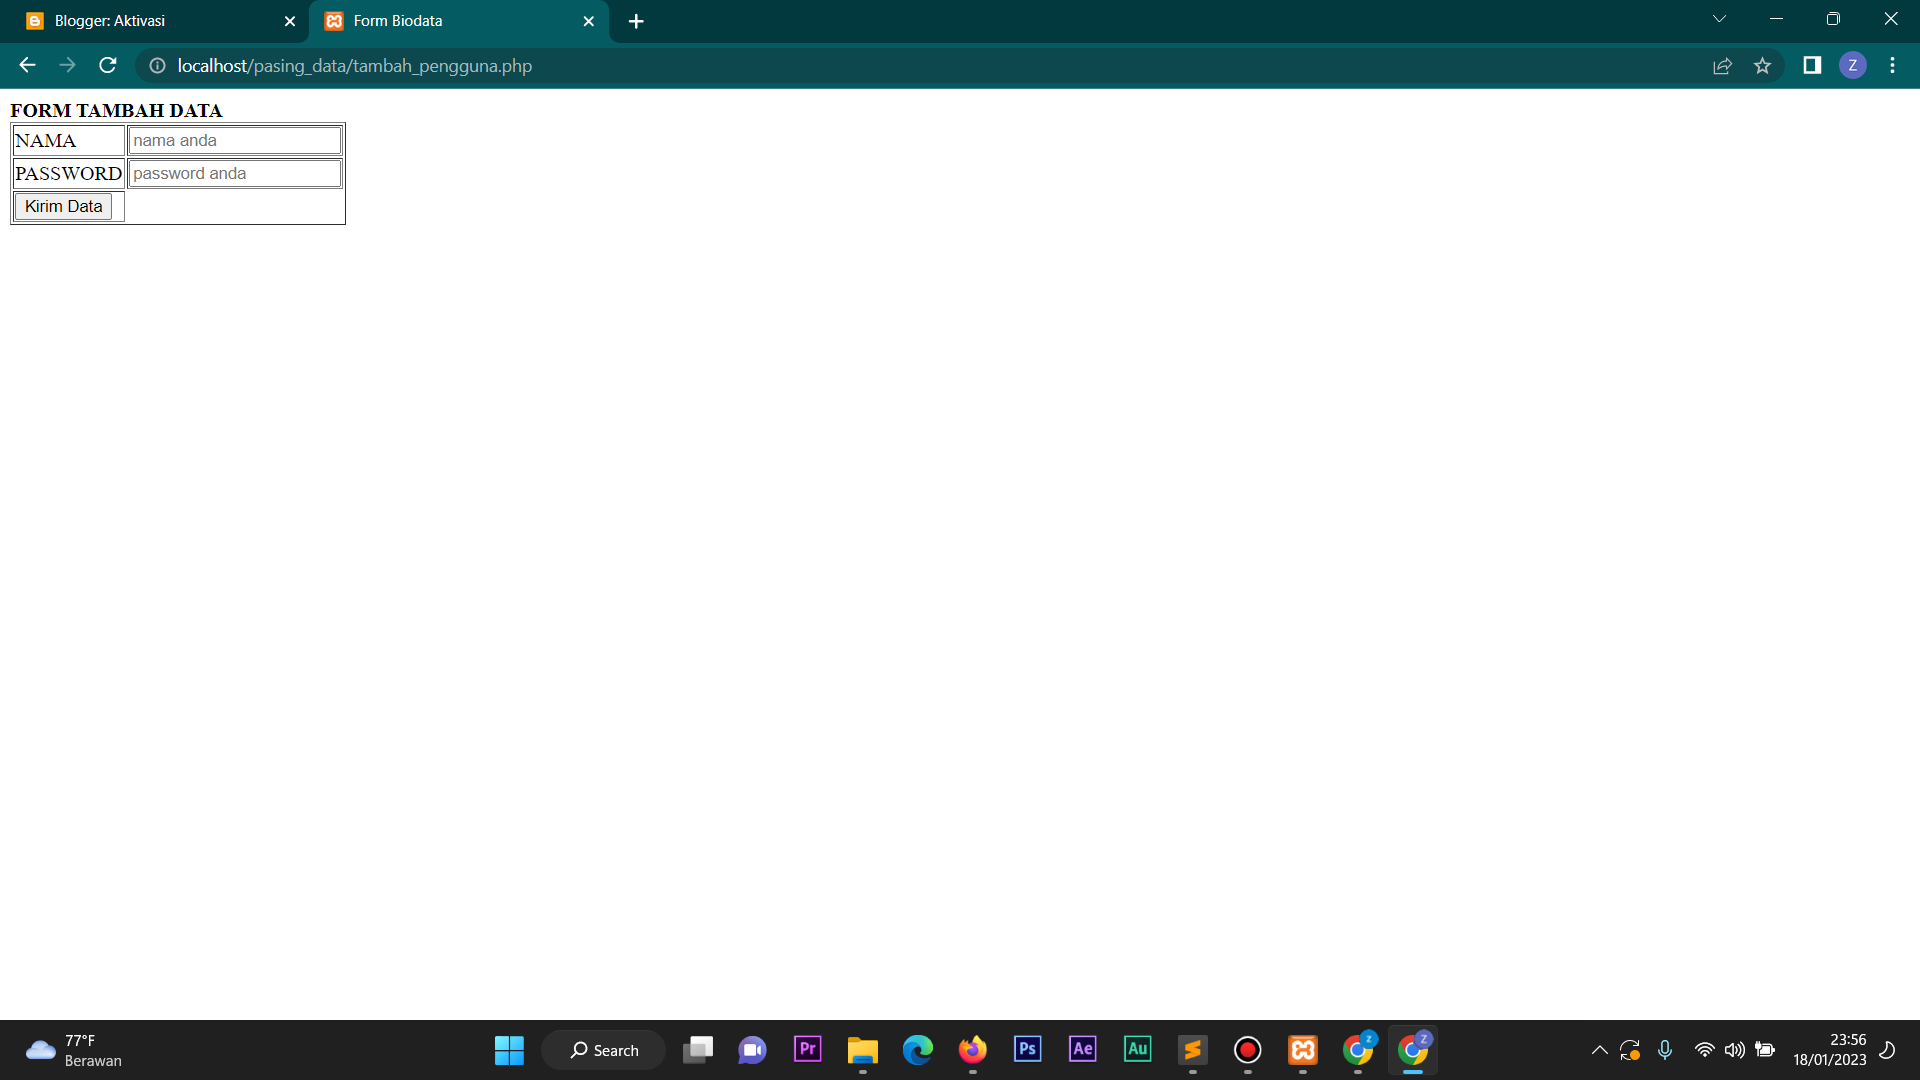 Blogger: Aktivasi
Form Biodata
localhost/pasing_data/tambah_pengguna.php
Z
FORM TAMBAH DATA
NAMA nama anda
PASSWORD password anda
Kirim Data
77°F
Berawan
Search
Pr
Ps
Ae
Au
Z
Z
23:56
18/01/2023